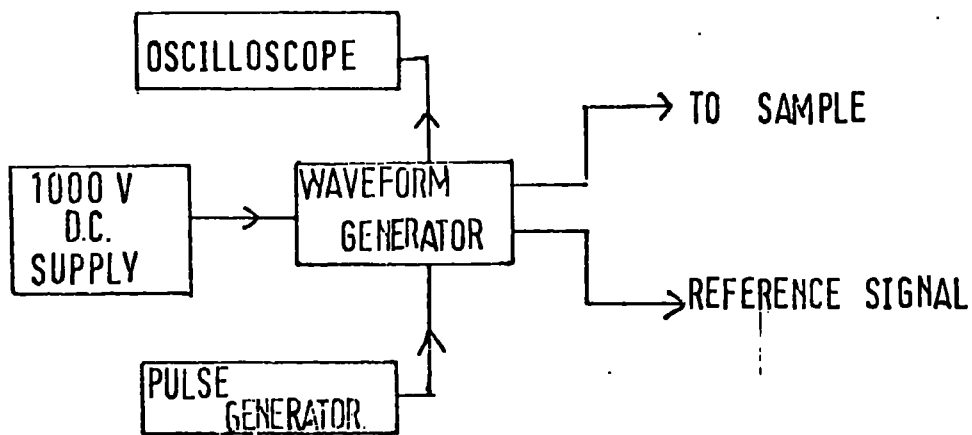 OSCILLOSCOPE
TO SAMPLE
1000 V
D.C.
SUPPLY
WAVEFORM
GENERATOR
REFERENCE SIGNAL
PULSE
GENERATOR.